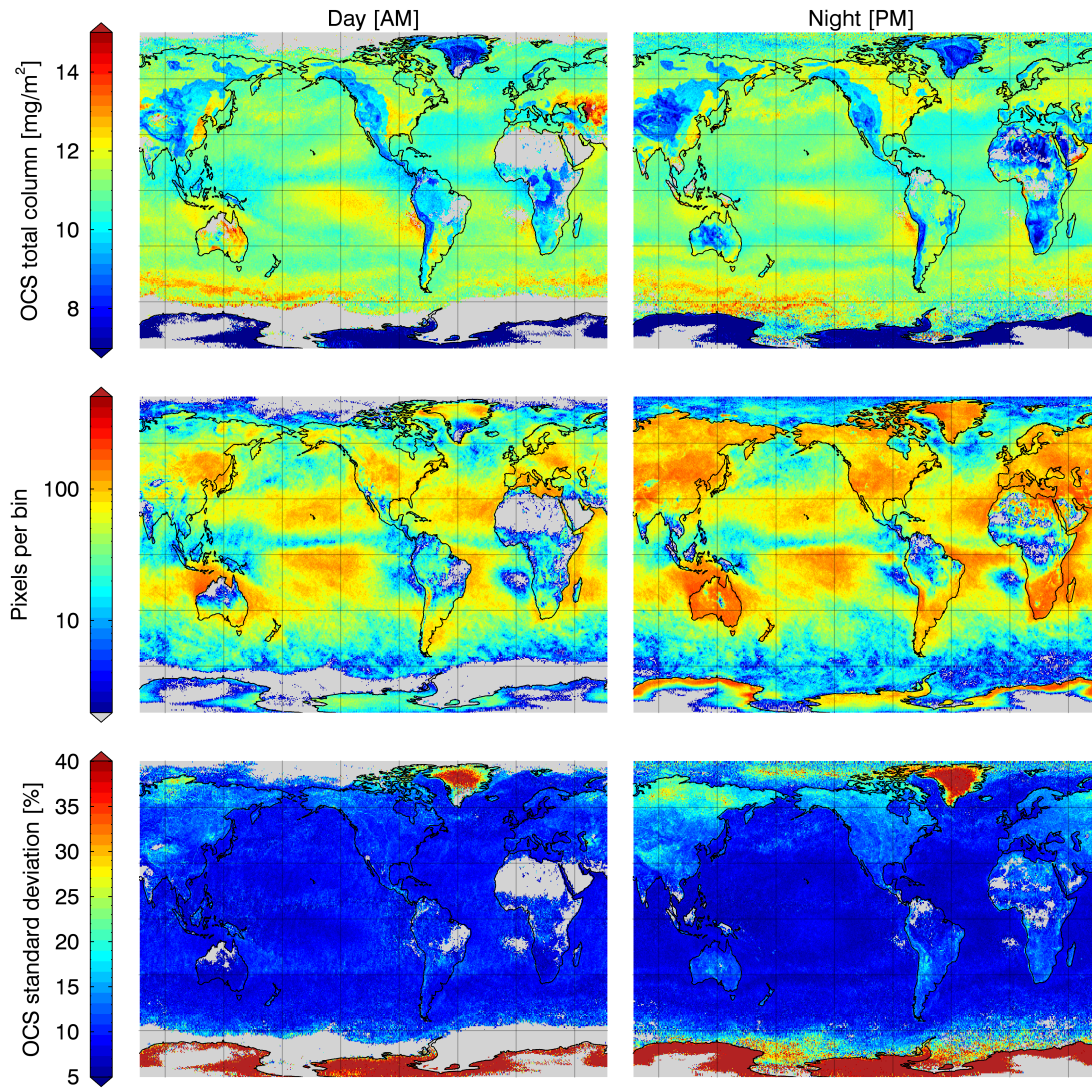 Day [AM]
Night [PM]
OCS total column [mg/m²]
14
12
10
8
Pixels per bin
100
10
OCS standard deviation [%]
40
35
30
25
20
15
10
5